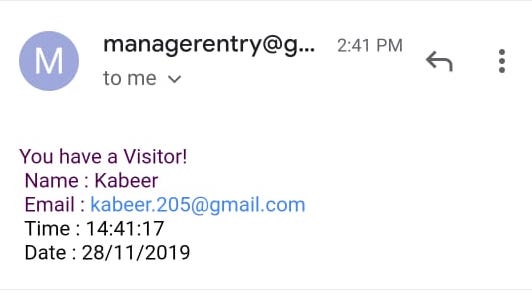 M
managerentry@g... 2:41 PM
to me
You have a Visitor!
Name : Kabeer
Email : kabeer.205@gmail.com
Time : 14:41:17
Date : 28/11/2019